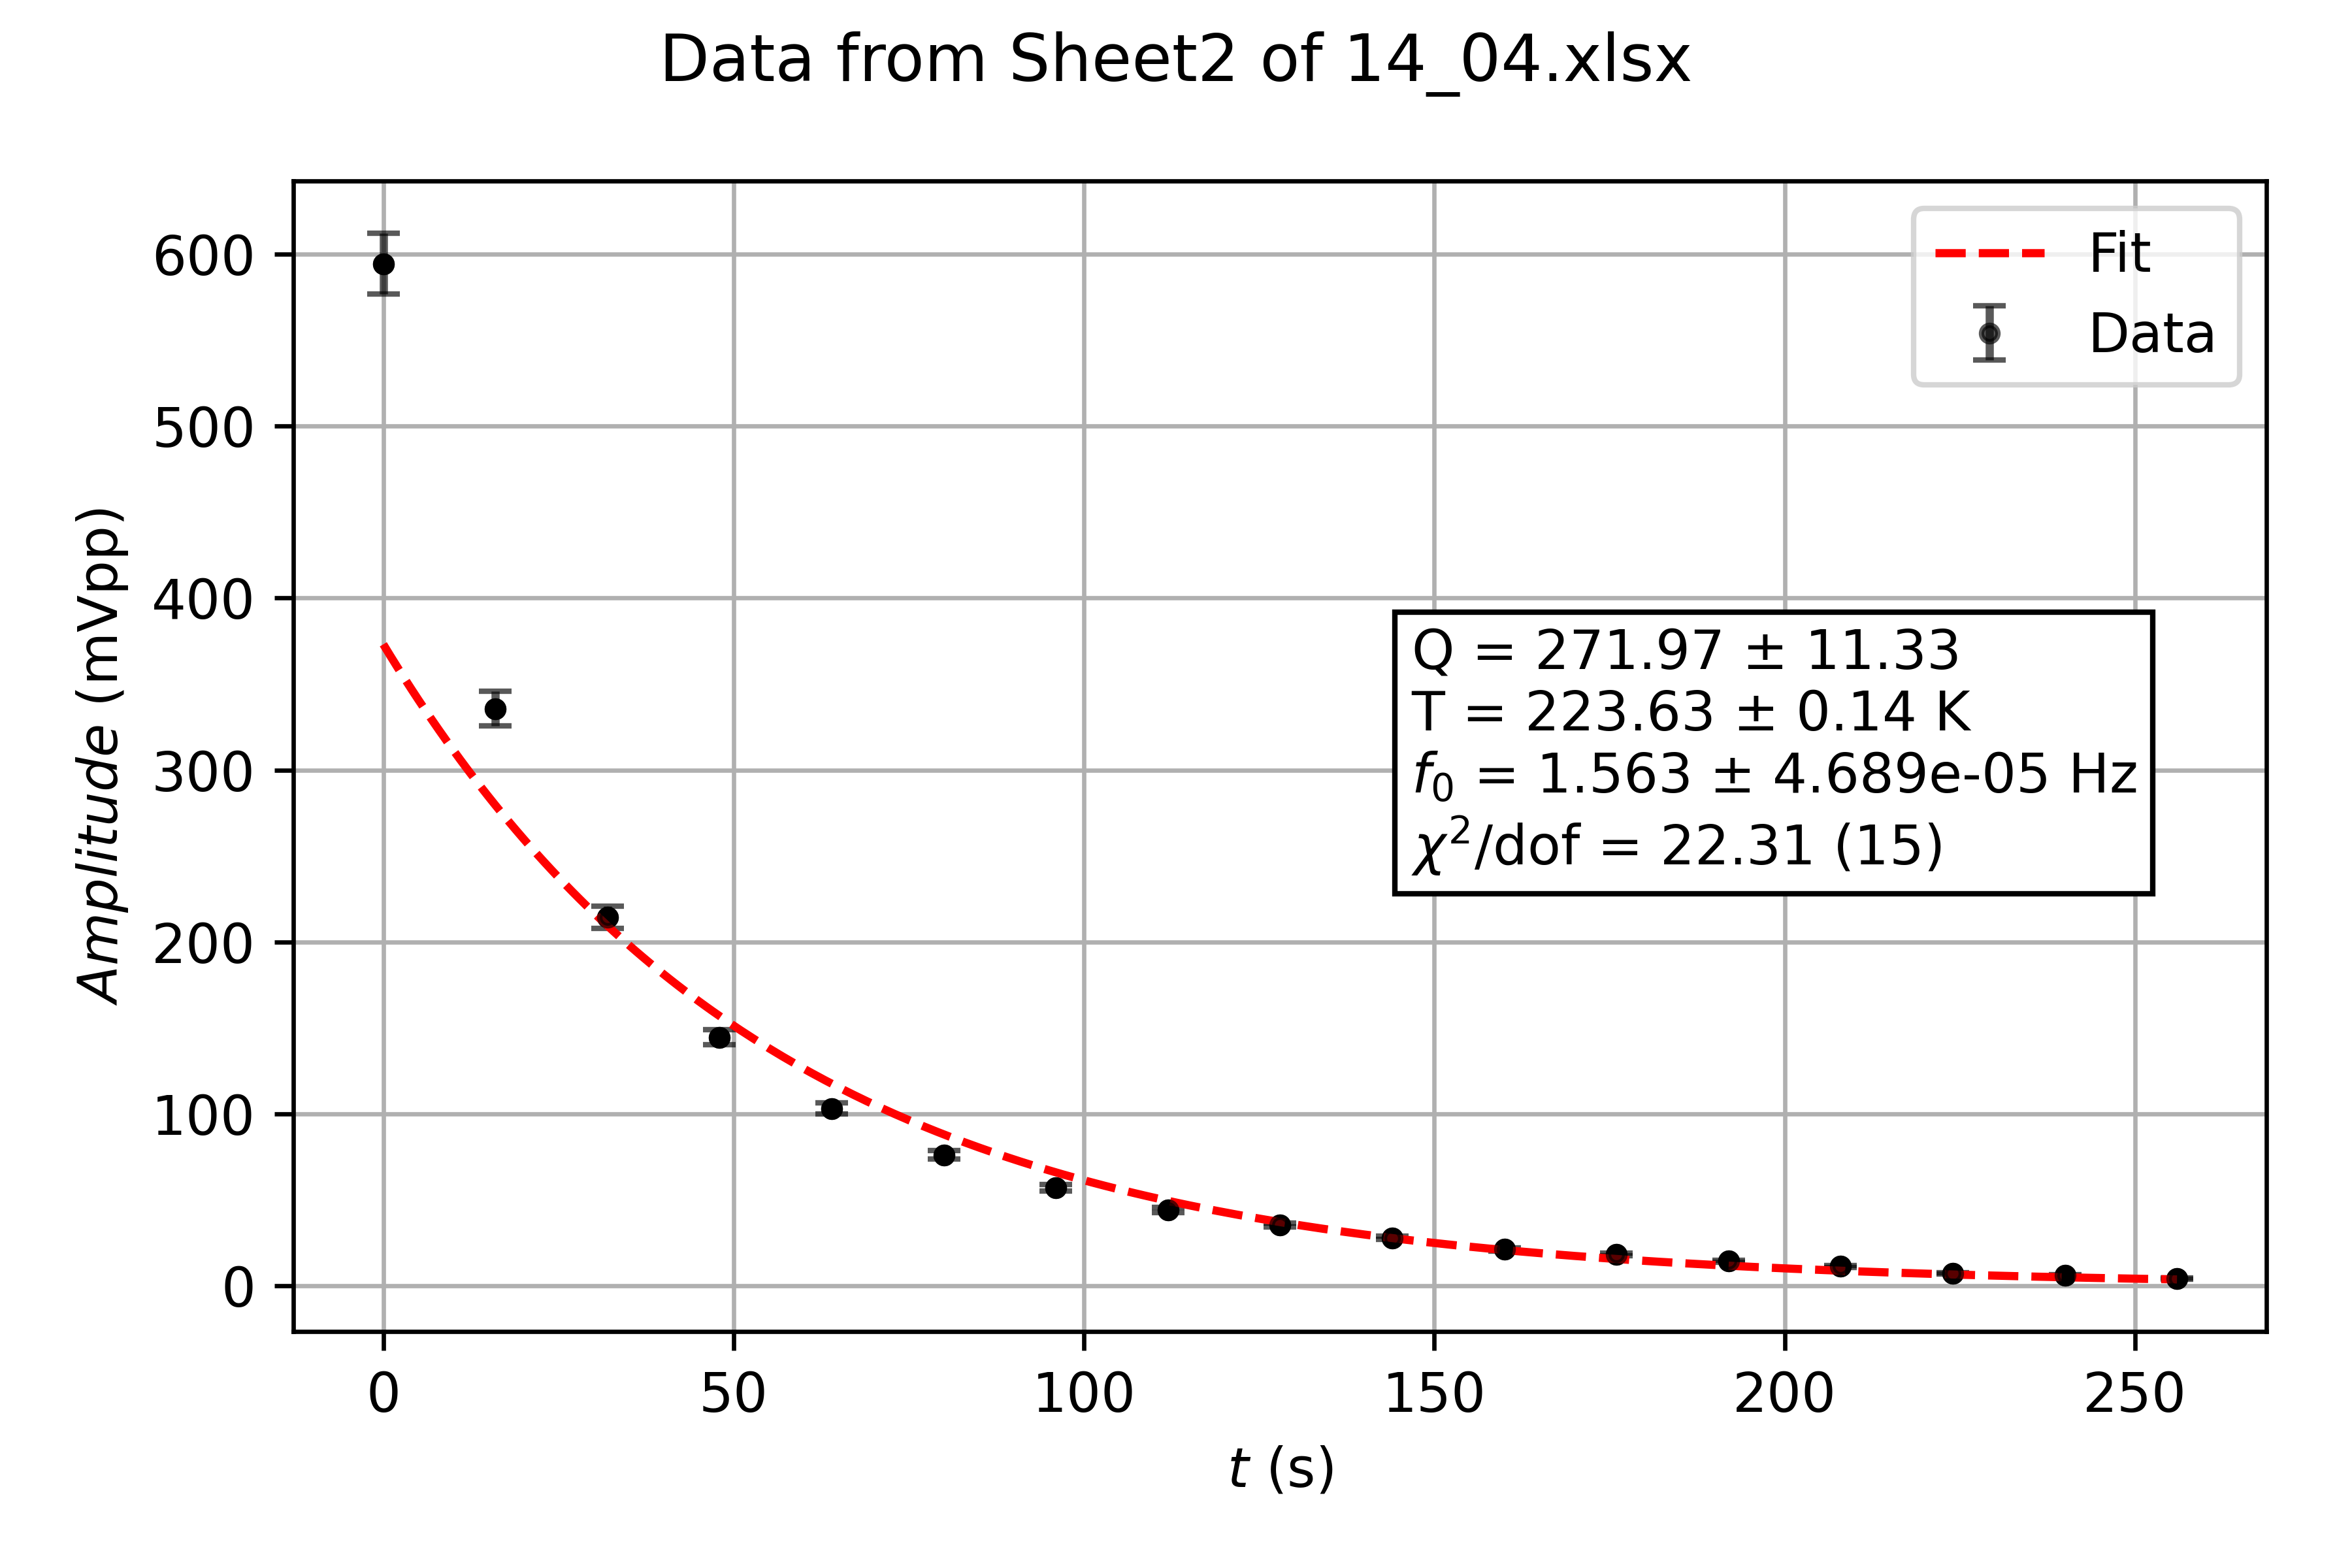 Data from Sheet2 of 14_04.xlsx
600
500
400
300
200
100
0
Amplitude (mVpp)
Fit
Data
Q = 271.97 ± 11.33
T = 223.63 ± 0.14 K
f₀ = 1.563 ± 4.689e-05 Hz
χ²/dof = 22.31 (15)
0 50 100 150 200 250
t (s)